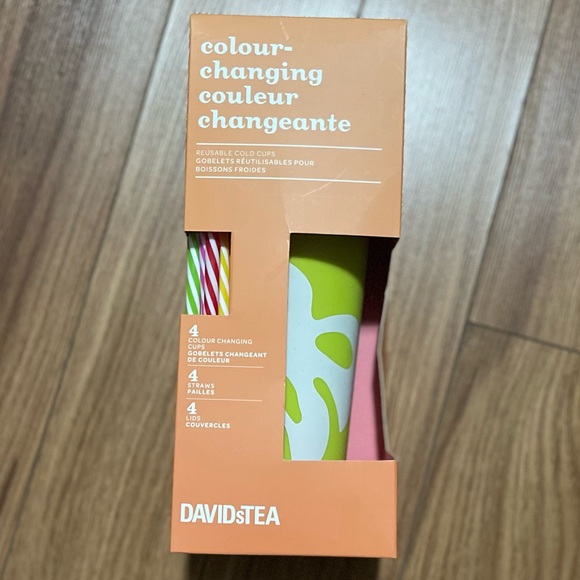 colour-
changing
couleur
changeante
REUSABLE COLD CUPS
GOBELETS RÉUTILISABLES POUR
BOISSONS FROIDES
4
COLOUR CHANGING
CUPS
GOBELETS CHANGEANT
DE COULEUR
4
STRAWS
PAILLES
4
LIDS
COUVERCLES
DAVIDsTEA